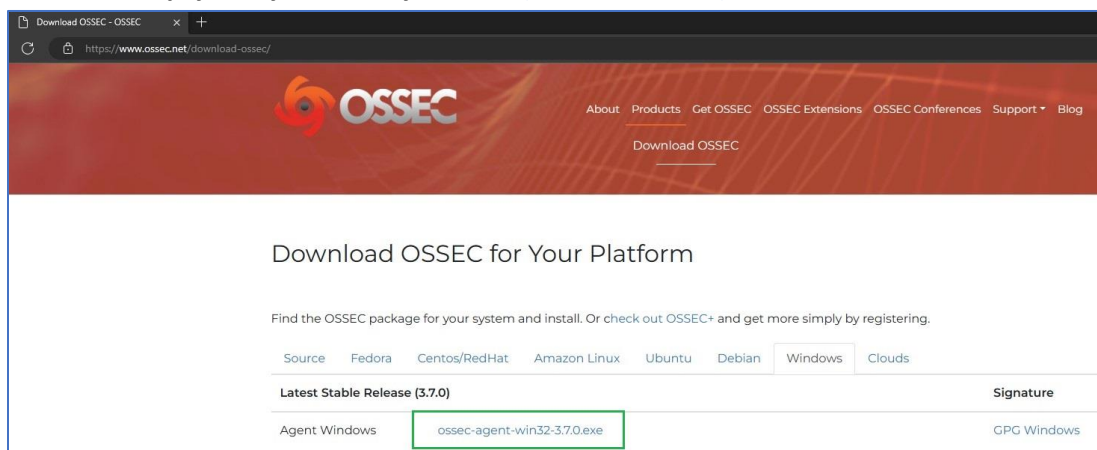 Download OSSEC - OSSEC
https://www.ossec.net/download-ossec/
OSSEC
About Products Get OSSEC OSSEC Extensions OSSEC Conferences Support Blog
Download OSSEC
Download OSSEC for Your Platform
Find the OSSEC package for your system and install. Or check out OSSEC+ and get more simply by registering.
Source Fedora Centos/RedHat Amazon Linux Ubuntu Debian Windows Clouds
Latest Stable Release (3.7.0) Signature
Agent Windows ossec-agent-win32-3.7.0.exe GPG Windows